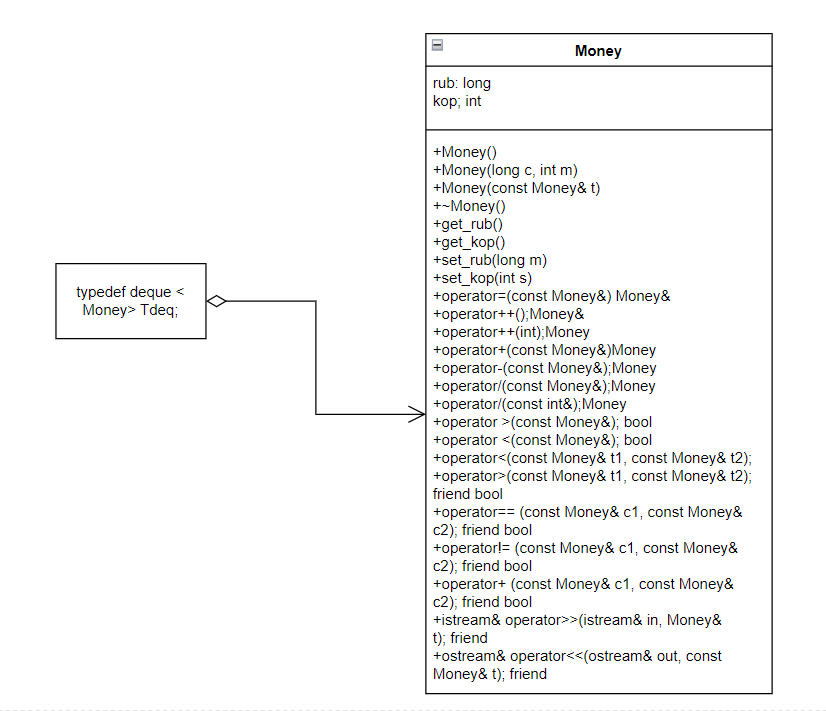 Money
rub: long
kop; int
+Money()
+Money(long c, int m)
+Money(const Money& t)
+~Money()
+get_rub()
+get_kop()
+set_rub(long m)
+set_kop(int s)
+operator=(const Money&) Money&
+operator++();Money&
+operator++(int);Money
+operator+(const Money&)Money
+operator-(const Money&);Money
+operator/(const Money&);Money
+operator/(const int&);Money
+operator >(const Money&); bool
+operator <(const Money&); bool
+operator<(const Money& t1, const Money& t2);
+operator>(const Money& t1, const Money& t2);
friend bool
+operator== (const Money& c1, const Money&
c2); friend bool
+operator!= (const Money& c1, const Money&
c2); friend bool
+operator+ (const Money& c1, const Money&
c2); friend bool
+istream& operator>>(istream& in, Money&
t); friend
+ostream& operator<<(ostream& out, const
Money& t); friend
typedef deque <
Money> Tdeq;